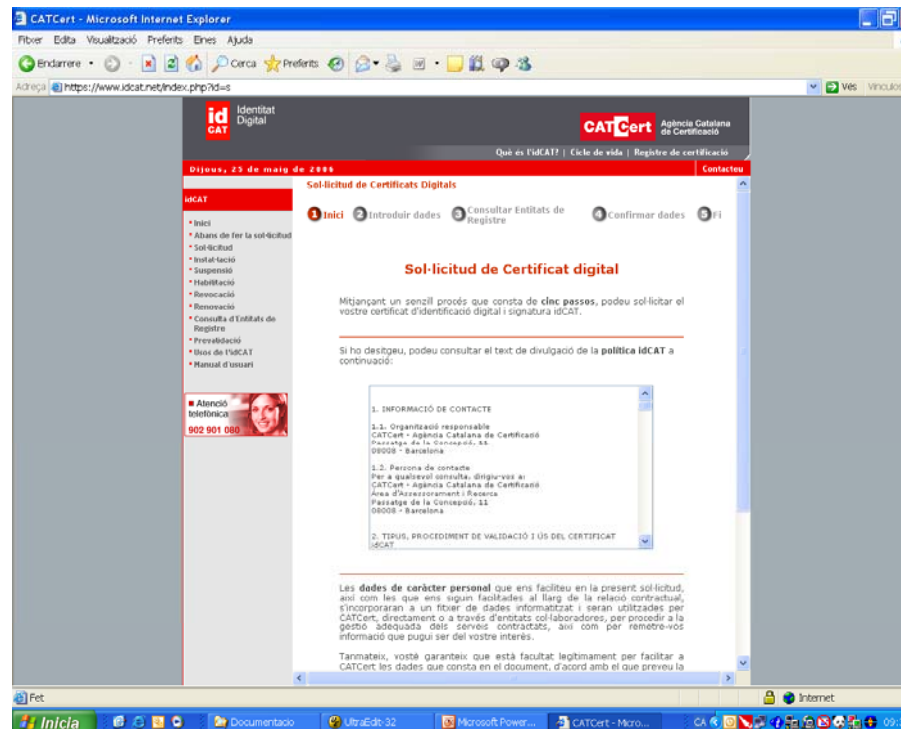 CATCert - Microsoft Internet Explorer
Fitxer Edita Visualització Preferits Eines Ajuda
Endarrere Cerca Preferits
Adreça https://www.idcat.net/index.php?id=s Vés Vínculos
id CAT Identitat Digital
CATCert Agència Catalana de Certificació
Què és l'idCAT? | Cicle de vida | Registre de certificació
Dijous, 25 de maig de 2006 Contacteu
idCAT
Inici
Abans de fer la sol·licitud
Sol·licitud
Instal·lació
Suspensió
Habilitació
Revocació
Renovació
Consulta d'Entitats de
Registre
Prevalidació
Usos de l'idCAT
Manual d'usuari
Atenció
telefònica
902 901 080
Sol·licitud de Certificats Digitals
1 Inici 2 Introduir dades 3 Consultar Entitats de Registre 4 Confirmar dades 5 Fi
Sol·licitud de Certificat digital
Mitjançant un senzill procés que consta de cinc passos, podeu sol·licitar el
vostre certificat d'identificació digital i signatura idCAT.
Si ho desitgeu, podeu consultar el text de divulgació de la política idCAT a
continuació:
1. INFORMACIÓ DE CONTACTE
1.1. Organització responsable
CATCert - Agència Catalana de Certificació
Passatge de la Concepció, 11
08008 - Barcelona
1.2. Persona de contacte
Per a qualsevol consulta, dirigiu-vos a:
CATCert - Agència Catalana de Certificació
Àrea d'Assessorament i Recerca
Passatge de la Concepció, 11
08008 - Barcelona
2. TIPUS, PROCEDIMENT DE VALIDACIÓ I ÚS DEL CERTIFICAT
idCAT
Les dades de caràcter personal que ens faciliteu en la present sol·licitud,
així com les que ens siguin facilitades al llarg de la relació contractual,
s'incorporaran a un fitxer de dades informatitzat i seran utilitzades per
CATCert, directament o a través d'entitats col·laboradores, per procedir a la
gestió adequada dels serveis contractats, així com per remetre-vos
informació que pugui ser del vostre interès.
Tanmateix, vostè garanteix que està facultat legítimament per facilitar a
CATCert les dades que consta en el document, d'acord amb el que preveu la
Fet Internet
Inicia Documentacio UltraEdit-32 Microsoft Power... CATCert - Micro... CA